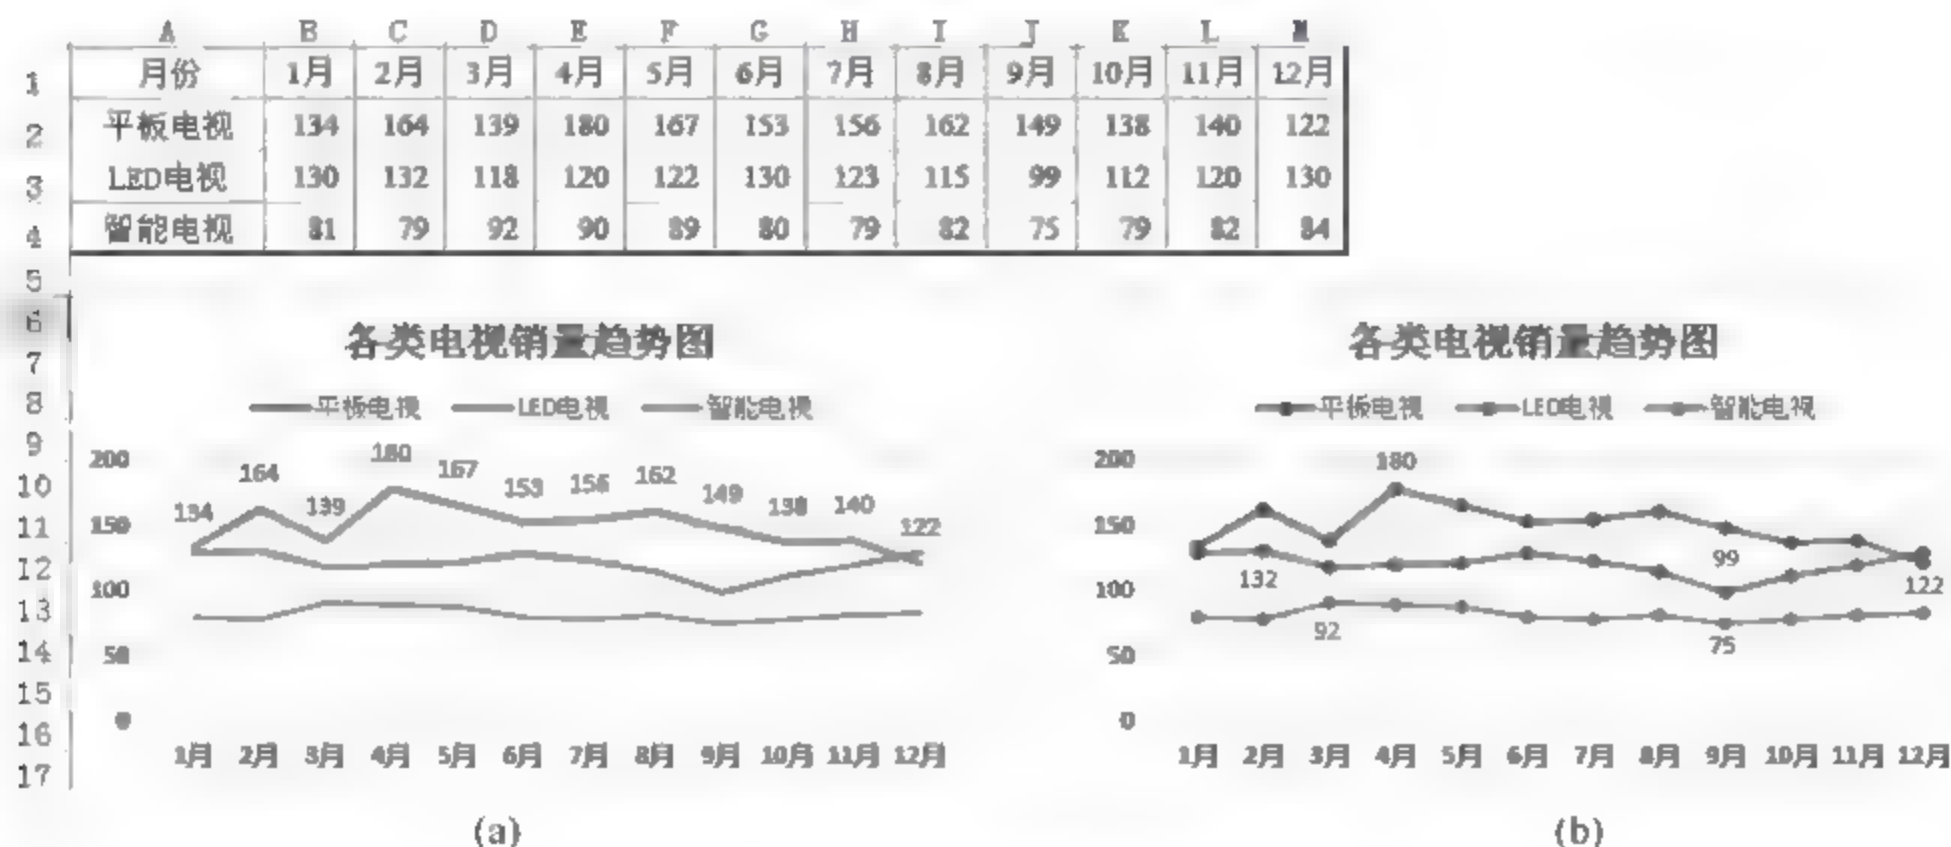 A B C D E F G H I J K L M
1 月份 1月 2月 3月 4月 5月 6月 7月 8月 9月 10月 11月 12月
2 平板电视 134 164 139 180 167 153 156 162 149 138 140 122
3 LED电视 130 132 118 120 122 130 123 115 99 112 120 130
4 智能电视 81 79 92 90 89 80 79 82 75 79 82 84
5
6
7
8
9
10
11
12
13
14
15
16
17
各类电视销量趋势图
平板电视 LED电视 智能电视
200
150
100
50
0
134 164 139 180 167 153 156 162 149 138 140 122
1月 2月 3月 4月 5月 6月 7月 8月 9月 10月 11月 12月
(a)
各类电视销量趋势图
平板电视 LED电视 智能电视
200
150
100
50
0
180
132
99
122
92
75
1月 2月 3月 4月 5月 6月 7月 8月 9月 10月 11月 12月
(b)